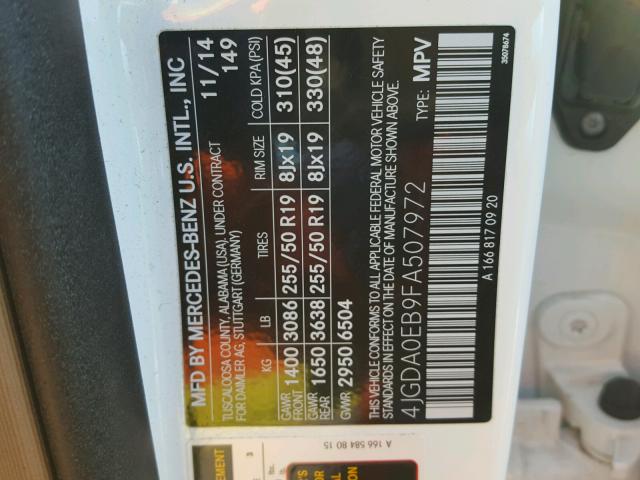 MFD BY MERCEDES-BENZ U.S. INTL., INC
TUSCALOOSA COUNTY, ALABAMA (USA), UNDER CONTRACT 11/14
FOR DAIMLER AG, STUTTGART (GERMANY) 149
KG LB TIRES RIM SIZE COLD KPA (PSI)
GAWR FRONT 1400 3086 255/50 R19 8Jx19 310(45)
GAWR REAR 1650 3638 255/50 R19 8Jx19 330(48)
GWR 2950 6504
THIS VEHICLE CONFORMS TO ALL APPLICABLE FEDERAL MOTOR VEHICLE SAFETY
STANDARDS IN EFFECT ON THE DATE OF MANUFACTURE SHOWN ABOVE.
4JGDA0EB9FA507972 TYPE: MPV
A 166 817 09 20 35078674
A 166 584 80 15